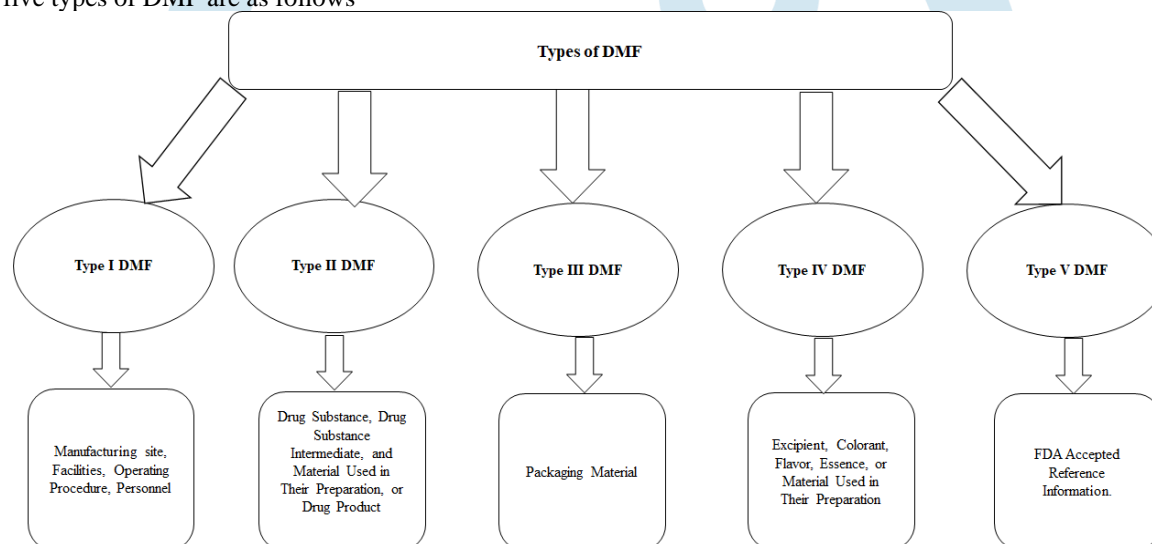 five types of DMF are as follows
Types of DMF
Type I DMF
Type II DMF
Type III DMF
Type IV DMF
Type V DMF
Manufacturing site,
Facilities, Operating
Procedure, Personnel
Drug Substance, Drug
Substance
Intermediate, and
Material Used in
Their Preparation, or
Drug Product
Packaging Material
Excipient, Colorant,
Flavor, Essence, or
Material Used in
Their Preparation
FDA Accepted
Reference
Information.